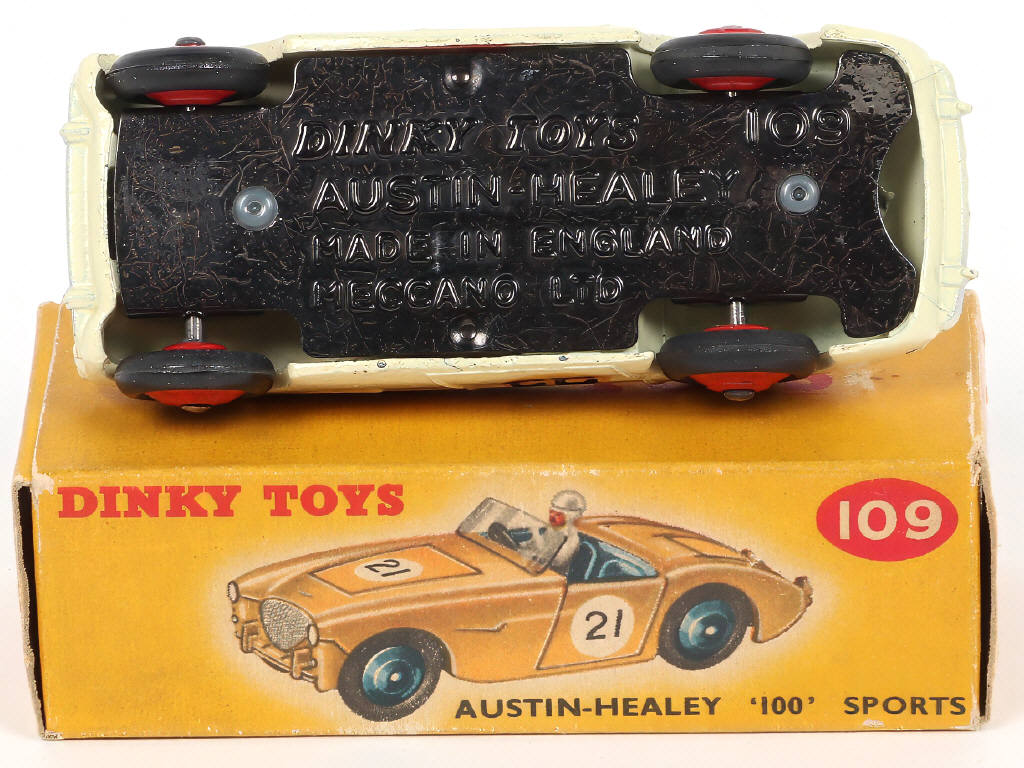 DINKY TOYS 109
AUSTIN-HEALEY
MADE IN ENGLAND
MECCANO LTD
DINKY TOYS
109
21
21
AUSTIN-HEALEY ‘100’ SPORTS